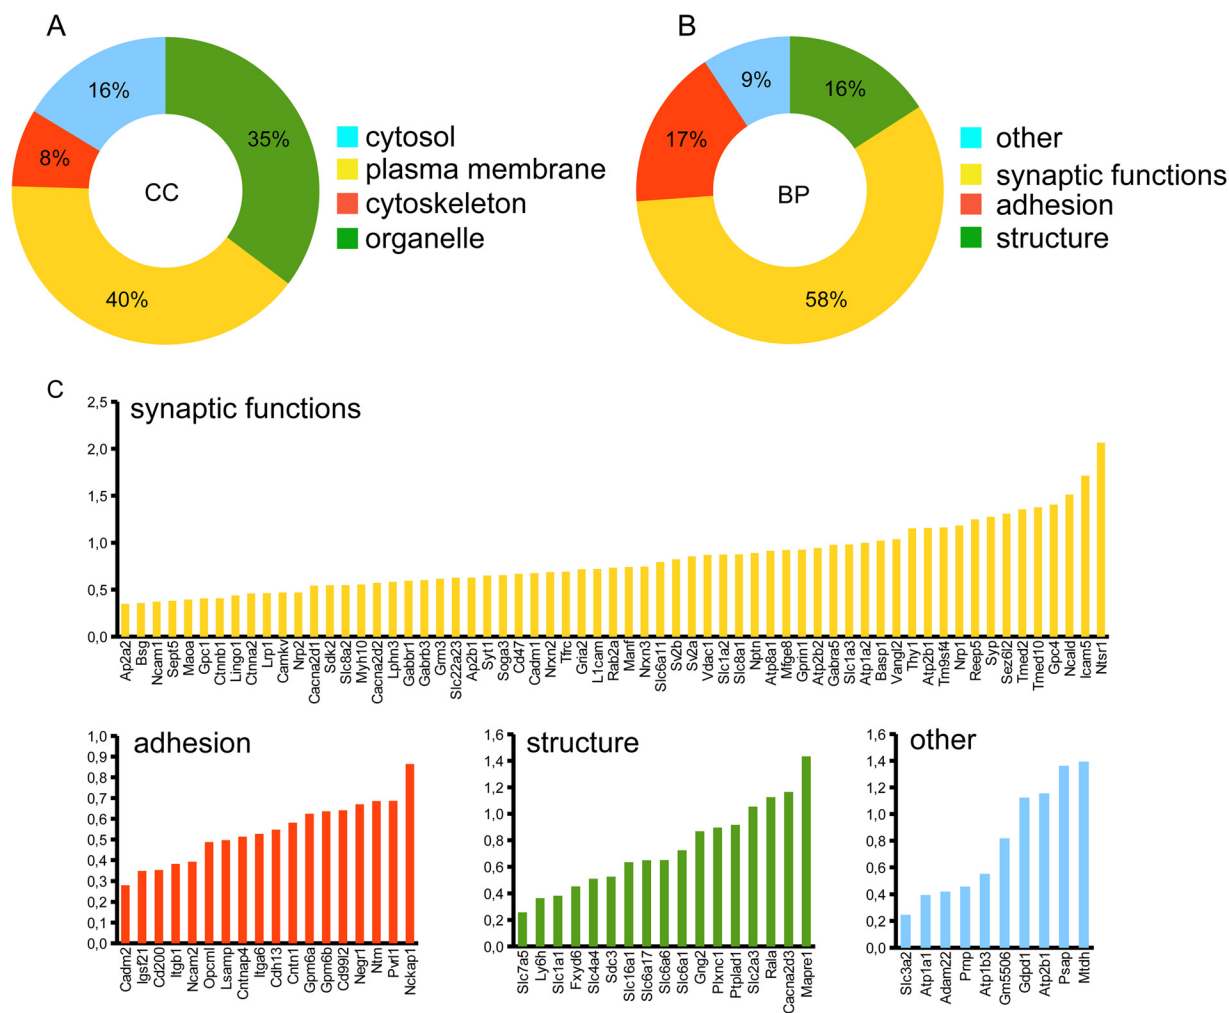 A
16%
35%
8%
CC
40%
cytosol
plasma membrane
cytoskeleton
organelle
B
9%
16%
17%
BP
58%
other
synaptic functions
adhesion
structure
C
synaptic functions
2,5
2,0
1,5
1,0
0,5
0,0
Ap2a2
Bsg
Ncam1
Sept5
Maoa
Gpc1
Ctnnb1
Lingo1
Ctnna2
Lrp1
Camkv
Nrp2
Cacna2d1
Sdk2
Slc8a2
Myh10
Cacna2d2
Lphn3
Gabbr1
Gabrb3
Grm3
Slc22a23
Ap2b1
Syt1
Soga3
Cd47
Cadm1
Nrxn2
Tfrc
Gria2
L1cam
Rab2a
Manf
Nrxn3
Slc6a11
Sv2b
Sv2a
Vdac1
Slc1a2
Slc8a1
Nptn
Atp8a1
Mfge8
Gprin1
Atp2b2
Gabra5
Slc1a3
Atp1a2
Basp1
Vangl2
Thy1
Atp2b1
Tm9sf4
Nrp1
Reep5
Syp
Sez6l2
Tmed2
Tmed10
Gpc4
Ncald
Icam5
Ntsr1
adhesion
1,0
0,9
0,8
0,7
0,6
0,5
0,4
0,3
0,2
0,1
0,0
Cadm2
Igsf21
Cd200
Itgb1
Ncam2
Opcml
Lsamp
Cntnap4
Itga6
Cdh13
Cntn1
Gpm6a
Gpm6b
Cd99l2
Negr1
Ntm
Pvrl1
Nckap1
structure
1,6
1,4
1,2
1,0
0,8
0,6
0,4
0,2
0,0
Slc7a5
Ly6h
Slc1a1
Fxyd6
Slc4a4
Sdc3
Slc16a1
Slc6a17
Slc6a6
Slc6a1
Gng2
Plxnc1
Ptplad1
Slc2a3
Rala
Cacna2d3
Mapre1
other
1,6
1,4
1,2
1,0
0,8
0,6
0,4
0,2
0,0
Slc3a2
Atp1a1
Adam22
Prnp
Atp1b3
Gm5506
Gdpd1
Atp2b1
Psap
Mtdh